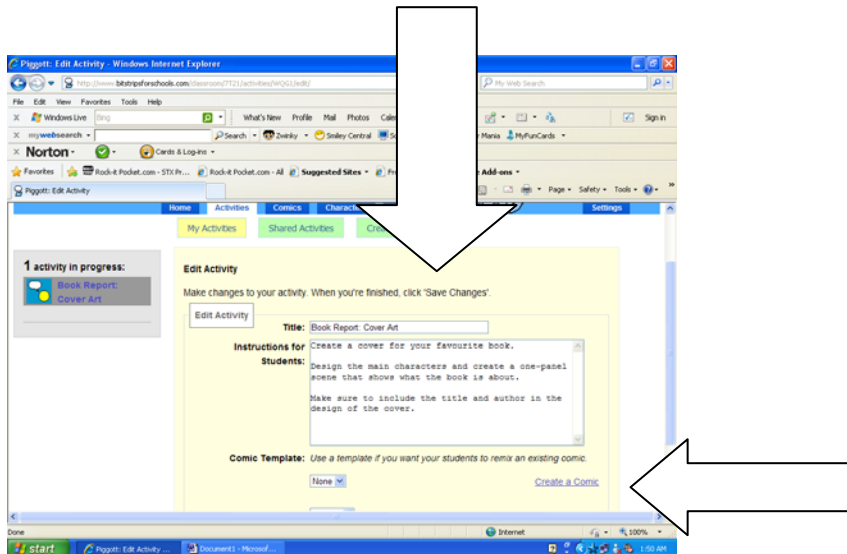 Piggott: Edit Activity - Windows Internet Explorer
http://www.bitstripsforschools.com/classroom/7T21/activities/WQG1/edit/
My Web Search
File Edit View Favorites Tools Help
X Windows Live Bing What's New Profile Mail Photos Sign in
X mywebsearch Search Zwinky Smiley Central Mania MyFunCards
X Norton Cards & Log-ins
Favorites Rock-it Pocket.com - STX Pr... Rock-it Pocket.com - All Suggested Sites Add-ons
Piggott: Edit Activity Page Safety Tools
Home Activities Comics Settings
My Activities Shared Activities
1 activity in progress:
Book Report:
Cover Art
Edit Activity
Make changes to your activity. When you're finished, click 'Save Changes'.
Edit Activity
Title: Book Report: Cover Art
Instructions for Students:
Create a cover for your favourite book.
Design the main characters and create a one-panel
scene that shows what the book is about.
Make sure to include the title and author in the
design of the cover.
Comic Template: Use a template if you want your students to remix an existing comic.
None Create a Comic
Done Internet 100%
start Piggott: Edit Activity ... Document1 - Microsof... 1:50 AM